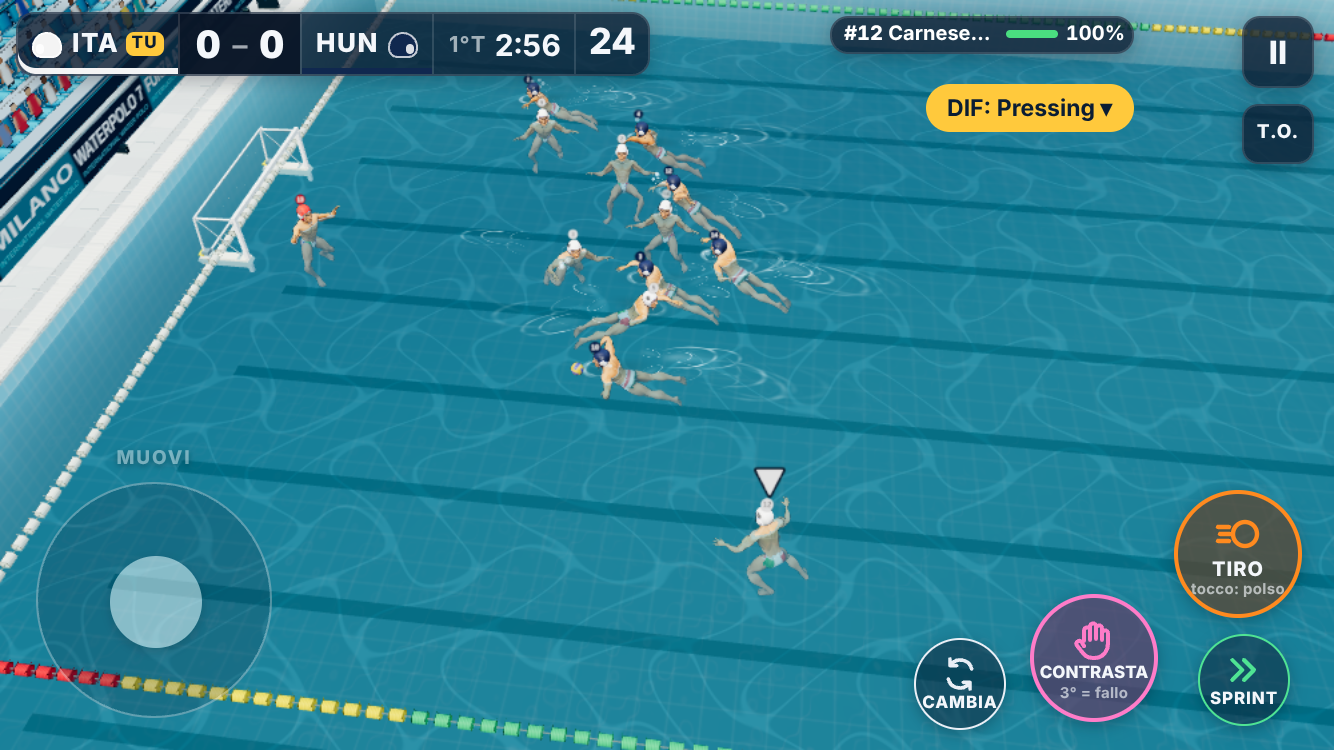 ITA TU 0 - 0 HUN 1°T 2:56 24
#12 Carnese... 100%
DIF: Pressing ▾
T.O.
MILANO WATERPOLO 7
MUOVI
TIRO
tocco: polso
CONTRASTA
3° = fallo
CAMBIA
SPRINT